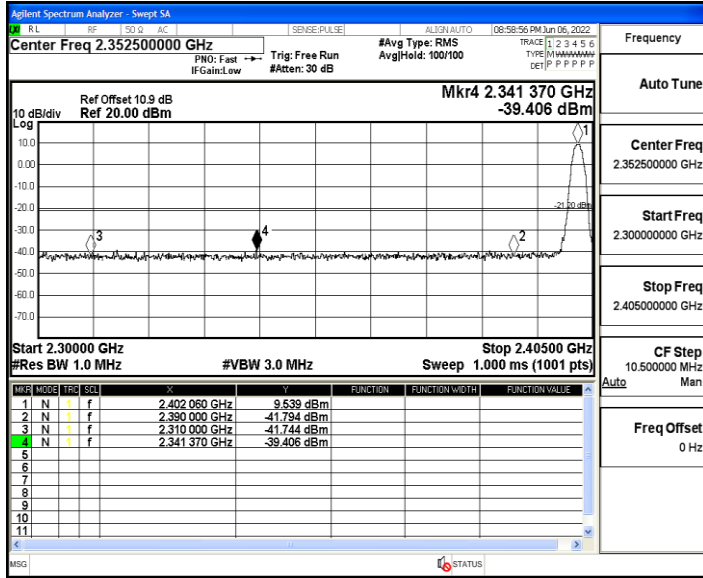 Agilent Spectrum Analyzer - Swept SA
RL RF 50 Ω AC SENSE:PULSE ALIGN AUTO 08:58:56 PM Jun 06, 2022
Center Freq 2.352500000 GHz
PNO: Fast
IFGain:Low
Trig: Free Run
#Atten: 30 dB
#Avg Type: RMS
Avg|Hold: 100/100
TRACE 1 2 3 4 5 6
TYPE MWWWWW
DET P P P P P P
Mkr4 2.341 370 GHz
-39.406 dBm
Ref Offset 10.9 dB
10 dB/div Ref 20.00 dBm
Log
10.0
0.00
-10.0
-20.0
-30.0
-40.0
-50.0
-60.0
-70.0
1
-21.20 dBm
3
4
2
Start 2.30000 GHz Stop 2.40500 GHz
#Res BW 1.0 MHz #VBW 3.0 MHz Sweep 1.000 ms (1001 pts)
MKR MODE TRC SCL X Y FUNCTION FUNCTION WIDTH FUNCTION VALUE
1 N 1 f 2.402 060 GHz 9.539 dBm
2 N 1 f 2.390 000 GHz -41.794 dBm
3 N 1 f 2.310 000 GHz -41.744 dBm
4 N 1 f 2.341 370 GHz -39.406 dBm
5
6
7
8
9
10
11
MSG STATUS
Frequency
Auto Tune
Center Freq
2.352500000 GHz
Start Freq
2.300000000 GHz
Stop Freq
2.405000000 GHz
CF Step
10.500000 MHz
Auto Man
Freq Offset
0 Hz